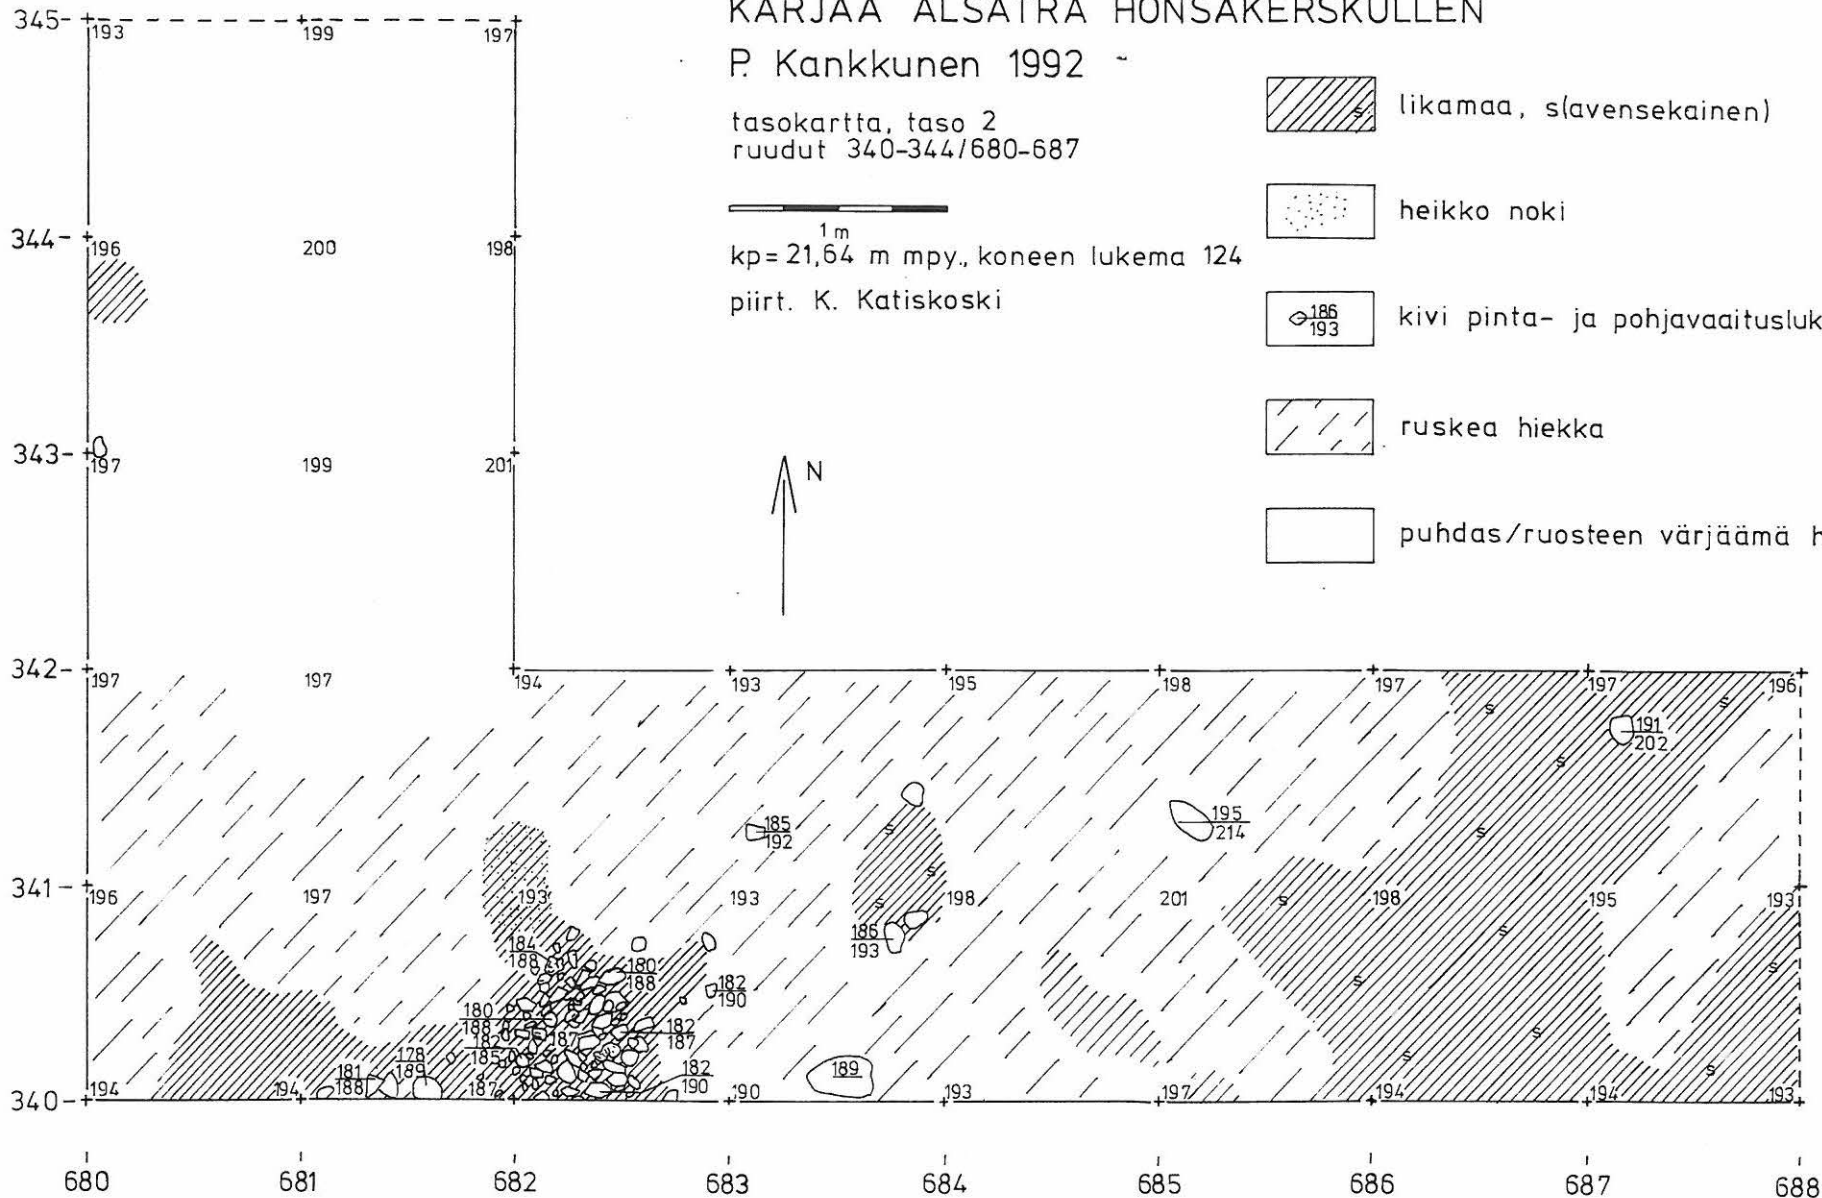 KARJAA ALSÄTRA HÖNSÅKERSKULLEN
P. Kankkunen 1992
tasokartta, taso 2
ruudut 340-344/680-687
1 m
kp= 21,64 m mpy., koneen lukema 124
piirt. K. Katiskoski
s likamaa, s(avensekainen)
heikko noki
186 193 kivi pinta- ja pohjavaaitusluk
ruskea hiekka
puhdas/ruosteen värjäämä h
N
345 193 199 197
344 196 200 198
343 197 199 201
342 197 197 194 193 195 198 197 197 196
s s
191
202
185
192
195
214
s s s s
341 196 197 193 193 198 201 198 195 193
s s s
186
193
184
188
180
188
182
190
s s
180
188
187
182
187
182
185
s s s
178
189
181
188
182
190
189
187
340 194 194 190 193 197 194 194 193
680 681 682 683 684 685 686 687 688